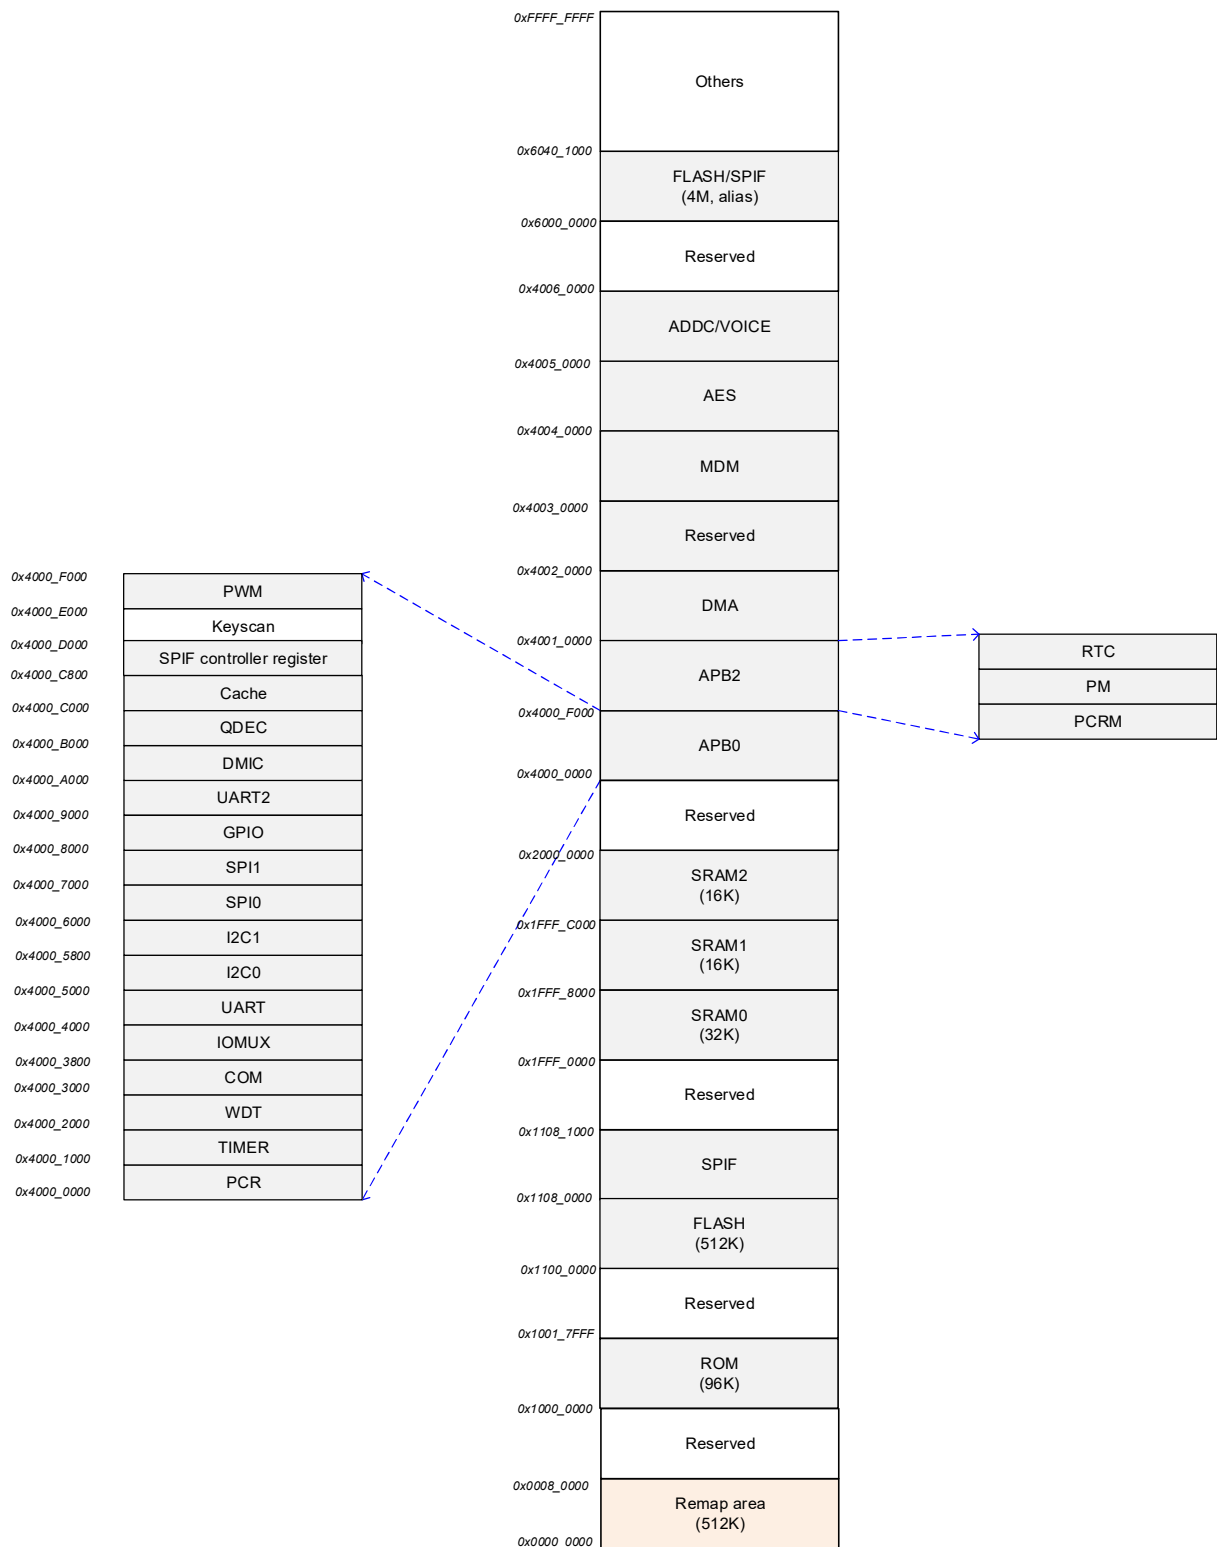 0xFFFF_FFFF
Others
0x6040_1000
FLASH/SPIF
(4M, alias)
0x6000_0000
Reserved
0x4006_0000
ADDC/VOICE
0x4005_0000
AES
0x4004_0000
MDM
0x4003_0000
Reserved
0x4002_0000
DMA
0x4001_0000
APB2
0x4000_F000
APB0
0x4000_0000
Reserved
0x2000_0000
SRAM2
(16K)
0x1FFF_C000
SRAM1
(16K)
0x1FFF_8000
SRAM0
(32K)
0x1FFF_0000
Reserved
0x1108_1000
SPIF
0x1108_0000
FLASH
(512K)
0x1100_0000
Reserved
0x1001_7FFF
ROM
(96K)
0x1000_0000
Reserved
0x0008_0000
Remap area
(512K)
0x0000_0000
0x4000_F000
PWM
0x4000_E000
Keyscan
0x4000_D000
SPIF controller register
0x4000_C800
Cache
0x4000_C000
QDEC
0x4000_B000
DMIC
0x4000_A000
UART2
0x4000_9000
GPIO
0x4000_8000
SPI1
0x4000_7000
SPI0
0x4000_6000
I2C1
0x4000_5800
I2C0
0x4000_5000
UART
0x4000_4000
IOMUX
0x4000_3800
COM
0x4000_3000
WDT
0x4000_2000
TIMER
0x4000_1000
PCR
0x4000_0000
RTC
PM
PCRM